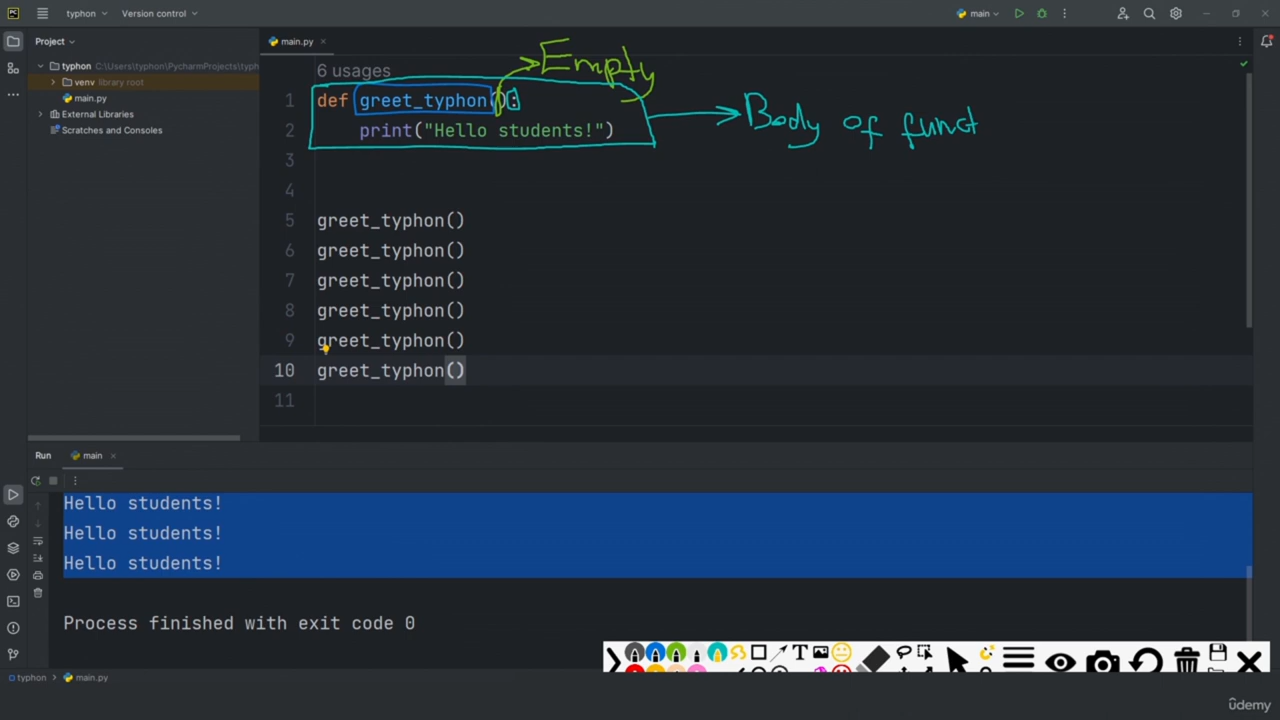 PC typhon Version control main
Project
main.py
typhon C:\Users\typhon\PycharmProjects\typh
venv library root
main.py
External Libraries
Scratches and Consoles
6 usages
Empty
1 def greet_typhon():
2 print("Hello students!")
Body of funct
3
4
5 greet_typhon()
6 greet_typhon()
7 greet_typhon()
8 greet_typhon()
9 greet_typhon()
10 greet_typhon()
11
Run main
Hello students!
Hello students!
Hello students!
Process finished with exit code 0
T
typhon > main.py
ûdemy